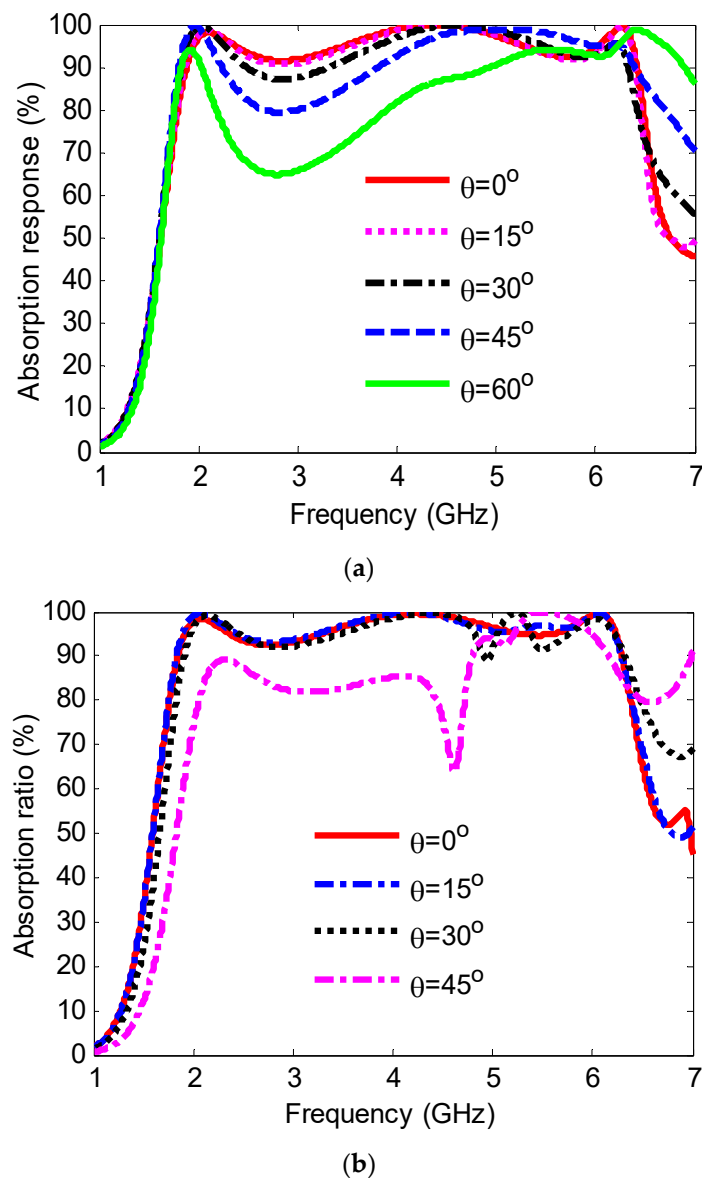 100
90
80
70
60
50
40
30
20
10
0
Absorption response (%)
θ=0°
θ=15°
θ=30°
θ=45°
θ=60°
1 2 3 4 5 6 7
Frequency (GHz)
(a)
100
90
80
70
60
50
40
30
20
10
0
Absorption ratio (%)
θ=0°
θ=15°
θ=30°
θ=45°
1 2 3 4 5 6 7
Frequency (GHz)
(b)